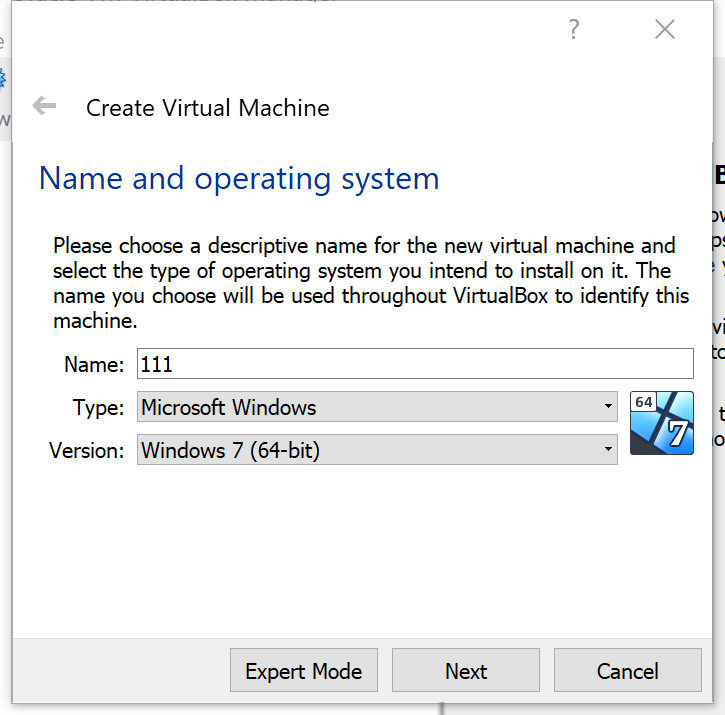 ?
Create Virtual Machine
Name and operating system
Please choose a descriptive name for the new virtual machine and
select the type of operating system you intend to install on it. The
name you choose will be used throughout VirtualBox to identify this
machine.
Name: 111
Type: Microsoft Windows
64
7
Version: Windows 7 (64-bit)
Expert Mode Next Cancel